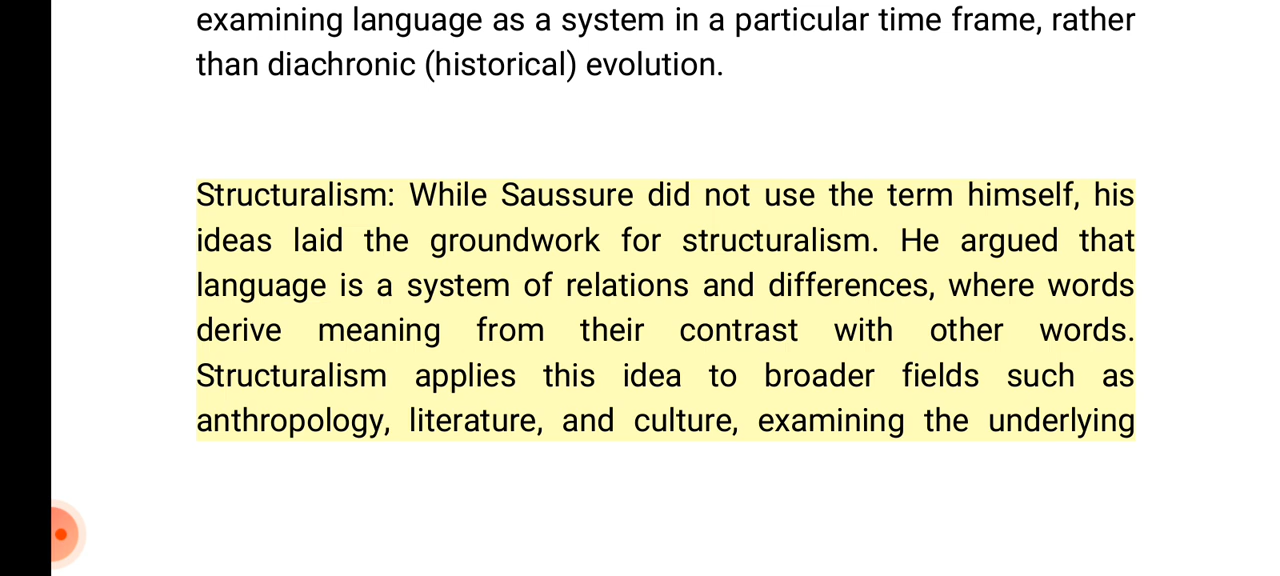 examining language as a system in a particular time frame, rather
than diachronic (historical) evolution.
Structuralism: While Saussure did not use the term himself, his
ideas laid the groundwork for structuralism. He argued that
language is a system of relations and differences, where words
derive meaning from their contrast with other words.
Structuralism applies this idea to broader fields such as
anthropology, literature, and culture, examining the underlying